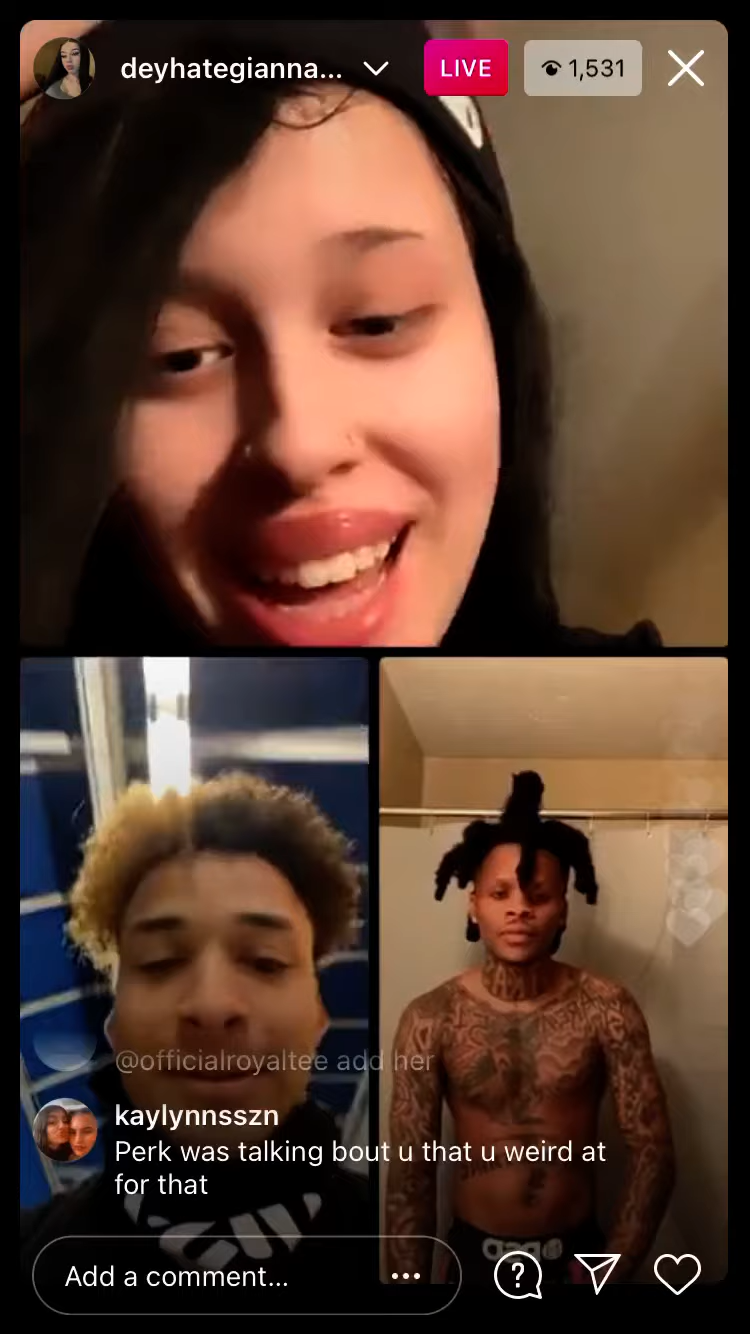 deyhategianna...
LIVE
1,531
@officialroyaltee add her
kaylynnsszn
Perk was talking bout u that u weird at
for that
Add a comment...